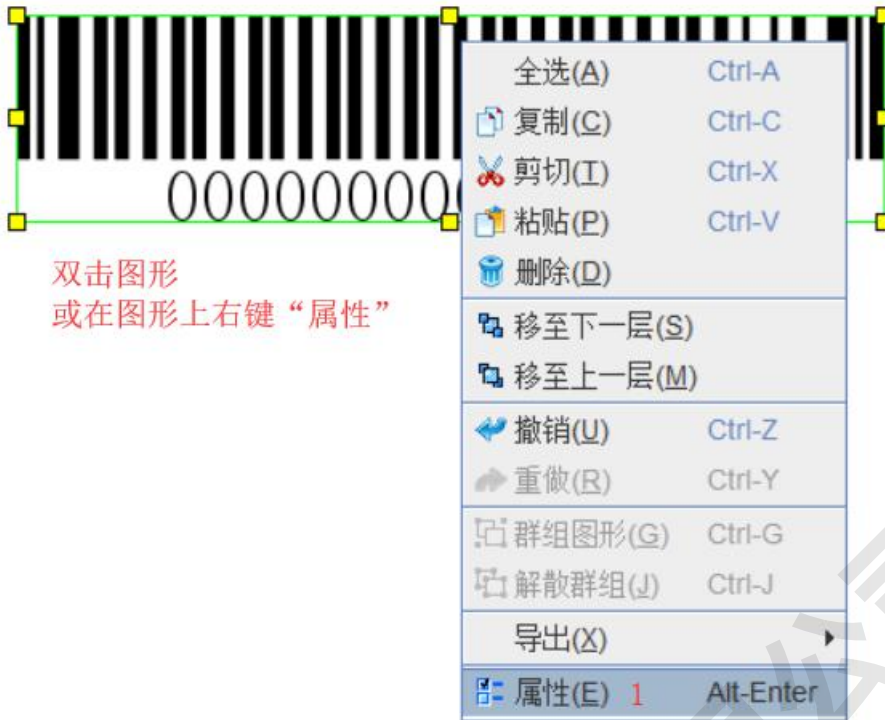 全选(A) Ctrl-A
复制(C) Ctrl-C
剪切(T) Ctrl-X
000000000
粘贴(P) Ctrl-V
双击图形
删除(D)
或在图形上右键“属性”
移至下一层(S)
移至上一层(M)
撤销(U) Ctrl-Z
重做(R) Ctrl-Y
群组图形(G) Ctrl-G
解散群组(J) Ctrl-J
导出(X)
属性(E) 1 Alt-Enter
公司